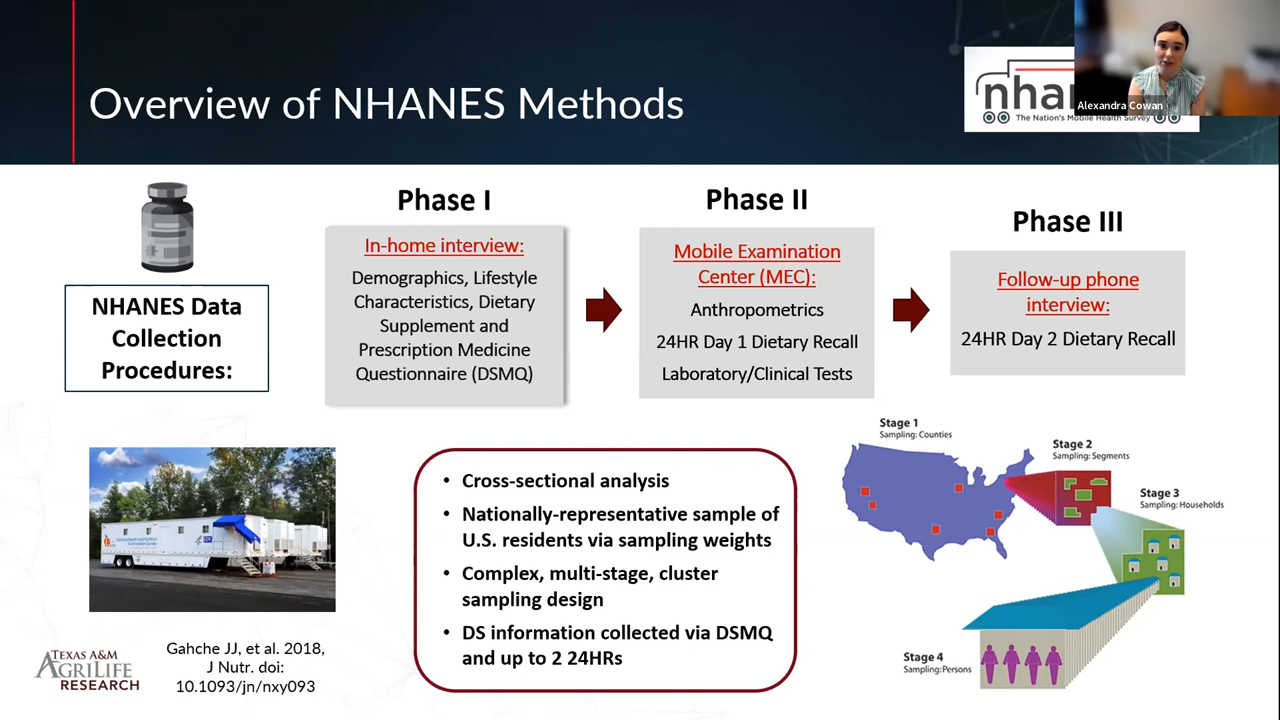 Overview of NHANES Methods
nha
The Nation's Mobile Health Survey
Alexandra Cowan
NHANES Data
Collection
Procedures:
Phase I
In-home interview:
Demographics, Lifestyle
Characteristics, Dietary
Supplement and
Prescription Medicine
Questionnaire (DSMQ)
Phase II
Mobile Examination
Center (MEC):
Anthropometrics
24HR Day 1 Dietary Recall
Laboratory/Clinical Tests
Phase III
Follow-up phone
interview:
24HR Day 2 Dietary Recall
• Cross-sectional analysis
• Nationally-representative sample of
U.S. residents via sampling weights
• Complex, multi-stage, cluster
sampling design
• DS information collected via DSMQ
and up to 2 24HRs
Stage 1
Sampling: Counties
Stage 2
Sampling: Segments
Stage 3
Sampling: Households
Stage 4
Sampling: Persons
TEXAS A&M
AGRILIFE
RESEARCH
Gahche JJ, et al. 2018,
J Nutr. doi:
10.1093/jn/nxy093